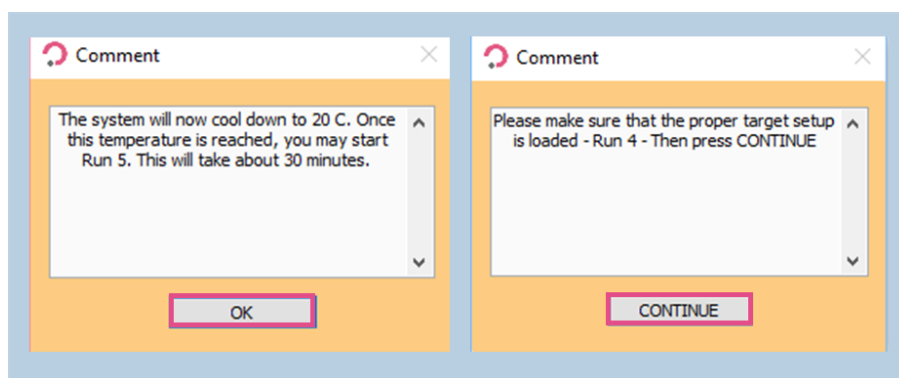 Comment
The system will now cool down to 20 C. Once
this temperature is reached, you may start
Run 5. This will take about 30 minutes.
OK
Comment
Please make sure that the proper target setup
is loaded - Run 4 - Then press CONTINUE
CONTINUE